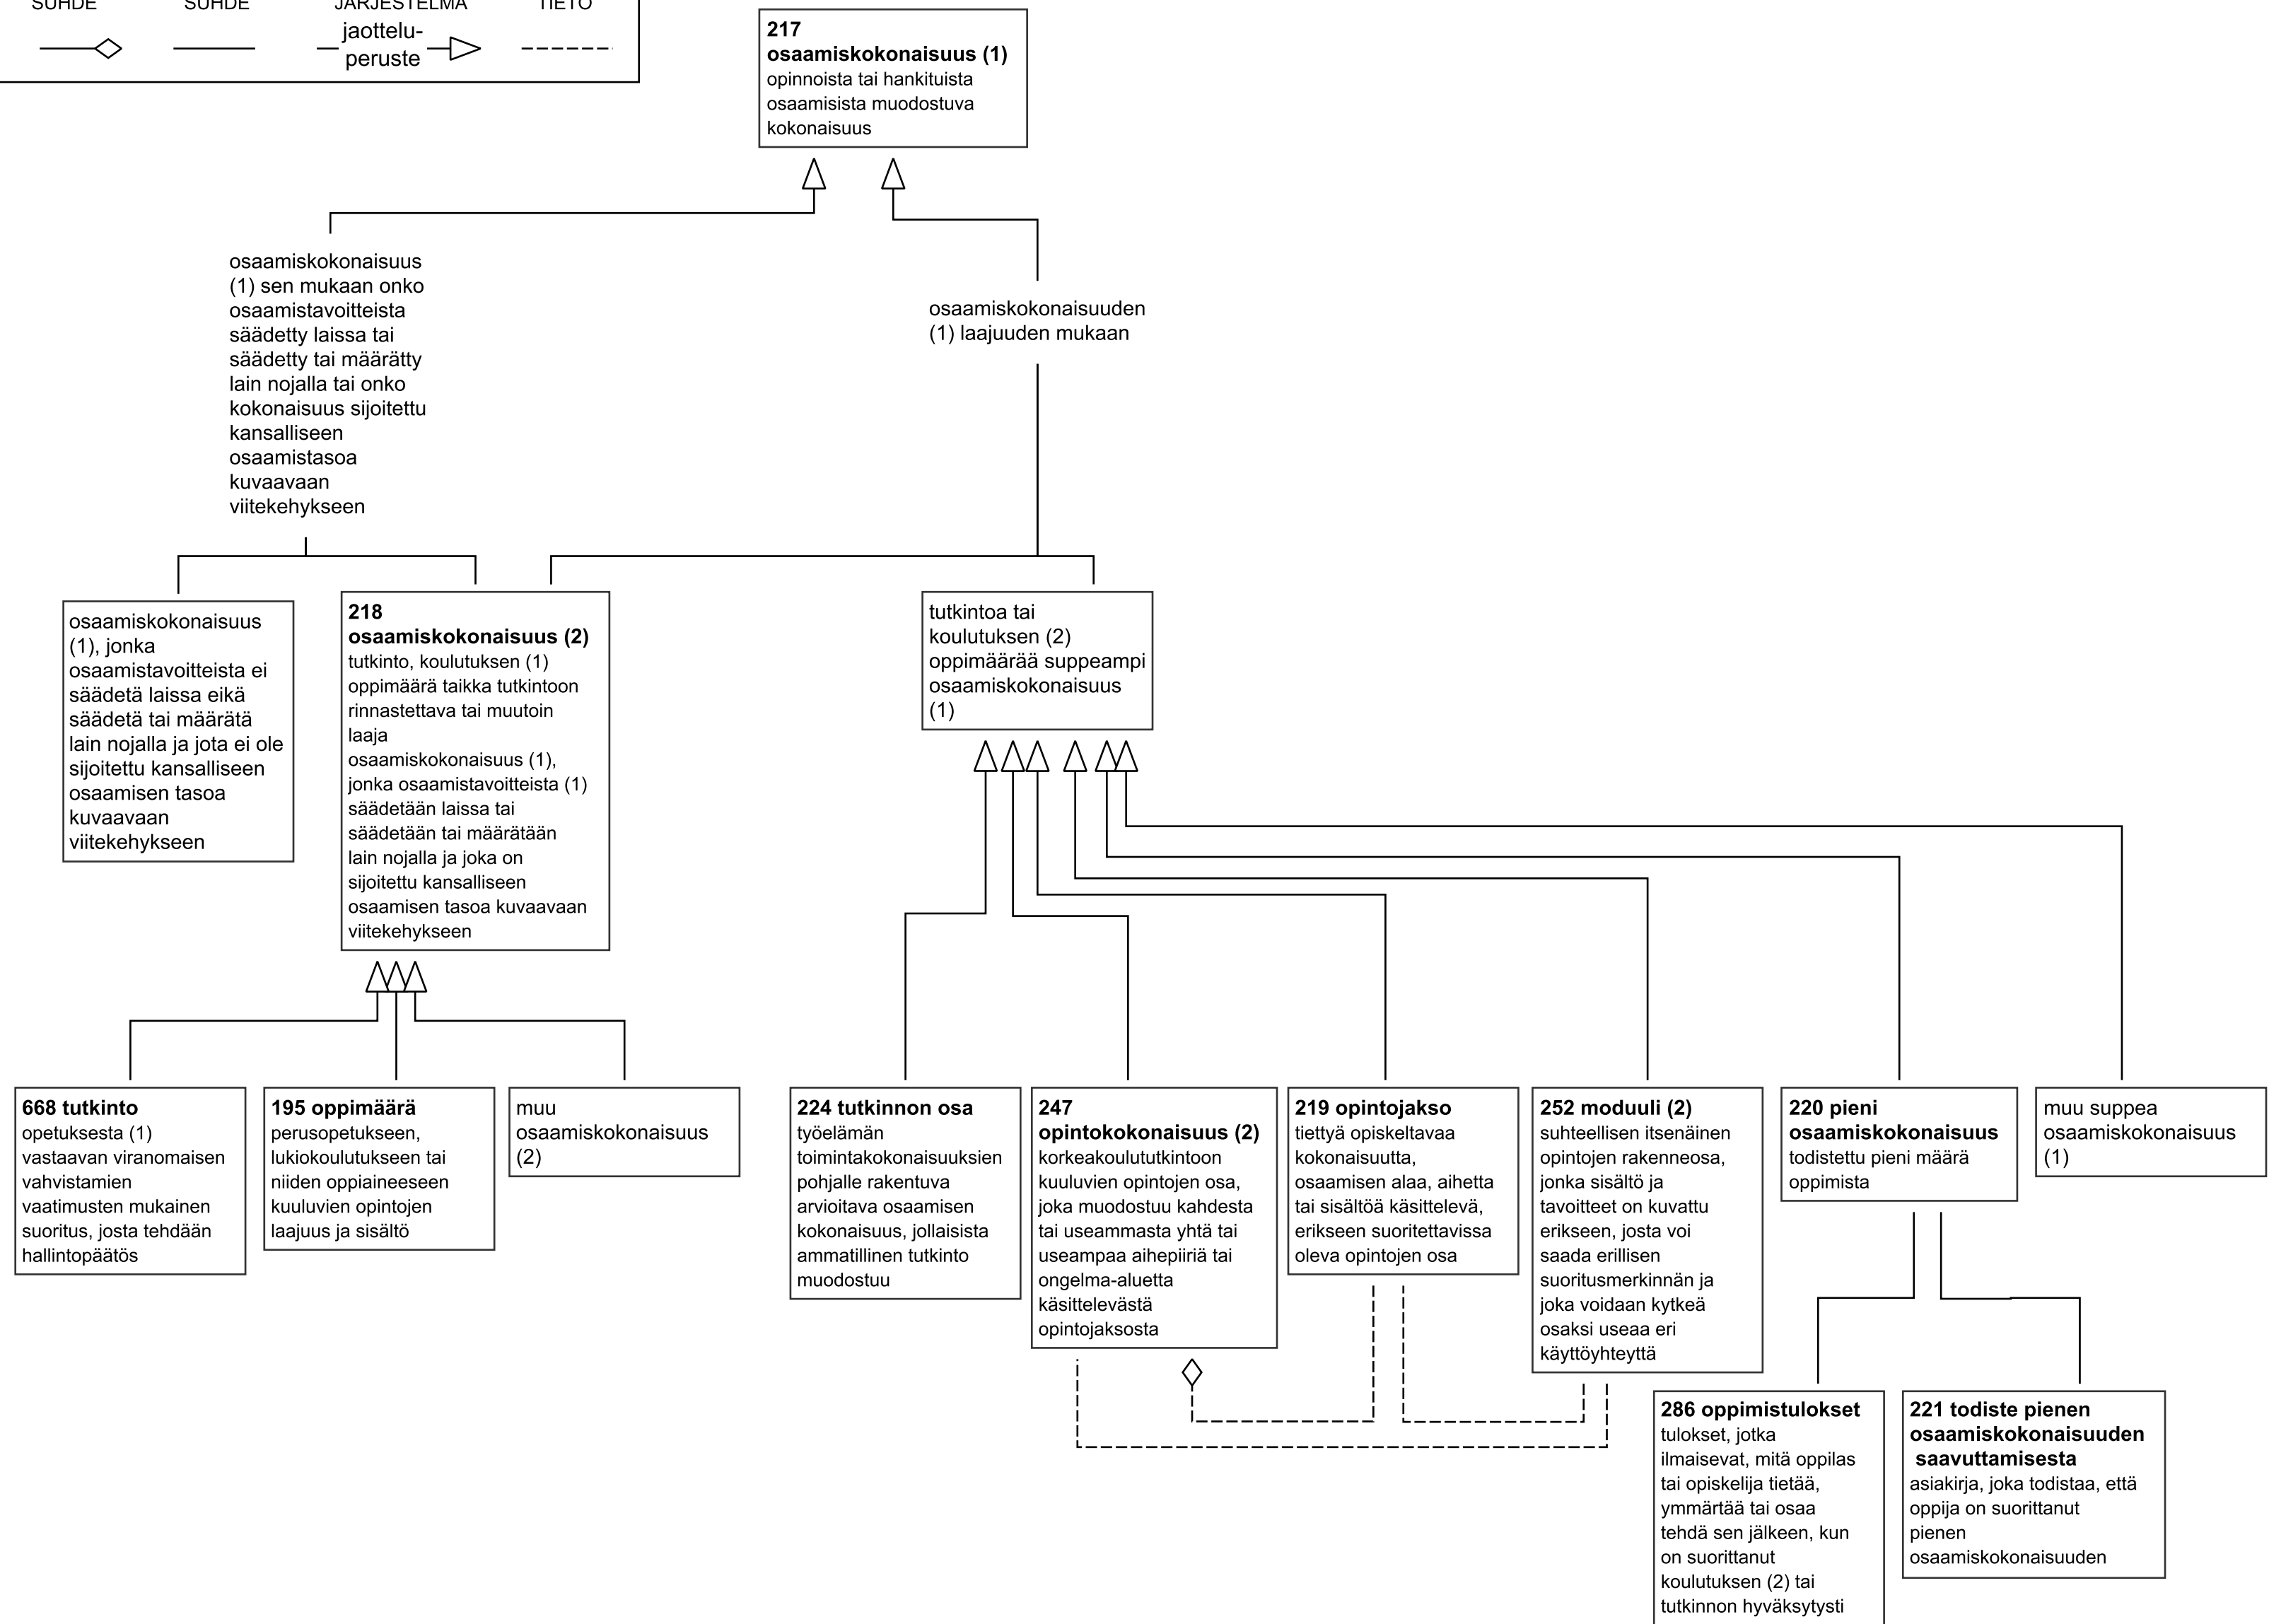 SUHDE
SUHDE
JÄRJESTELMÄ
TIETO
jaottelu-
peruste
217
osaamiskokonaisuus (1)
opinnoista tai hankituista
osaamisista muodostuva
kokonaisuus
osaamiskokonaisuus
(1) sen mukaan onko
osaamistavoitteista
säädetty laissa tai
säädetty tai määrätty
lain nojalla tai onko
kokonaisuus sijoitettu
kansalliseen
osaamistasoa
kuvaavaan
viitekehykseen
osaamiskokonaisuuden
(1) laajuuden mukaan
osaamiskokonaisuus
(1), jonka
osaamistavoitteista ei
säädetä laissa eikä
säädetä tai määrätä
lain nojalla ja jota ei ole
sijoitettu kansalliseen
osaamisen tasoa
kuvaavaan
viitekehykseen
218
osaamiskokonaisuus (2)
tutkinto, koulutuksen (1)
oppimäärä taikka tutkintoon
rinnastettava tai muutoin
laaja
osaamiskokonaisuus (1),
jonka osaamistavoitteista (1)
säädetään laissa tai
säädetään tai määrätään
lain nojalla ja joka on
sijoitettu kansalliseen
osaamisen tasoa kuvaavaan
viitekehykseen
tutkintoa tai
koulutuksen (2)
oppimäärää suppeampi
osaamiskokonaisuus
(1)
668 tutkinto
opetuksesta (1)
vastaavan viranomaisen
vahvistamien
vaatimusten mukainen
suoritus, josta tehdään
hallintopäätös
195 oppimäärä
perusopetukseen,
lukiokoulutukseen tai
niiden oppiaineeseen
kuuluvien opintojen
laajuus ja sisältö
muu
osaamiskokonaisuus
(2)
224 tutkinnon osa
työelämän
toimintakokonaisuuksien
pohjalle rakentuva
arvioitava osaamisen
kokonaisuus, jollaisista
ammatillinen tutkinto
muodostuu
247
opintokokonaisuus (2)
korkeakoulututkintoon
kuuluvien opintojen osa,
joka muodostuu kahdesta
tai useammasta yhtä tai
useampaa aihepiiriä tai
ongelma-aluetta
käsittelevästä
opintojaksosta
219 opintojakso
tiettyä opiskeltavaa
kokonaisuutta,
osaamisen alaa, aihetta
tai sisältöä käsittelevä,
erikseen suoritettavissa
oleva opintojen osa
252 moduuli (2)
suhteellisen itsenäinen
opintojen rakenneosa,
jonka sisältö ja
tavoitteet on kuvattu
erikseen, josta voi
saada erillisen
suoritusmerkinnän ja
joka voidaan kytkeä
osaksi useaa eri
käyttöyhteyttä
220 pieni
osaamiskokonaisuus
todistettu pieni määrä
oppimista
muu suppea
osaamiskokonaisuus
(1)
286 oppimistulokset
tulokset, jotka
ilmaisevat, mitä oppilas
tai opiskelija tietää,
ymmärtää tai osaa
tehdä sen jälkeen, kun
on suorittanut
koulutuksen (2) tai
tutkinnon hyväksytysti
221 todiste pienen
osaamiskokonaisuuden
saavuttamisesta
asiakirja, joka todistaa, että
oppija on suorittanut
pienen
osaamiskokonaisuuden